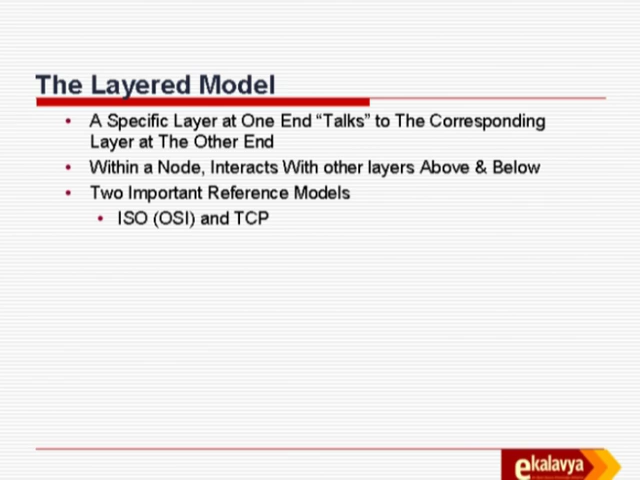 The Layered Model
• A Specific Layer at One End “Talks” to The Corresponding
Layer at The Other End
• Within a Node, Interacts With other layers Above & Below
• Two Important Reference Models
• ISO (OSI) and TCP
ekalavya